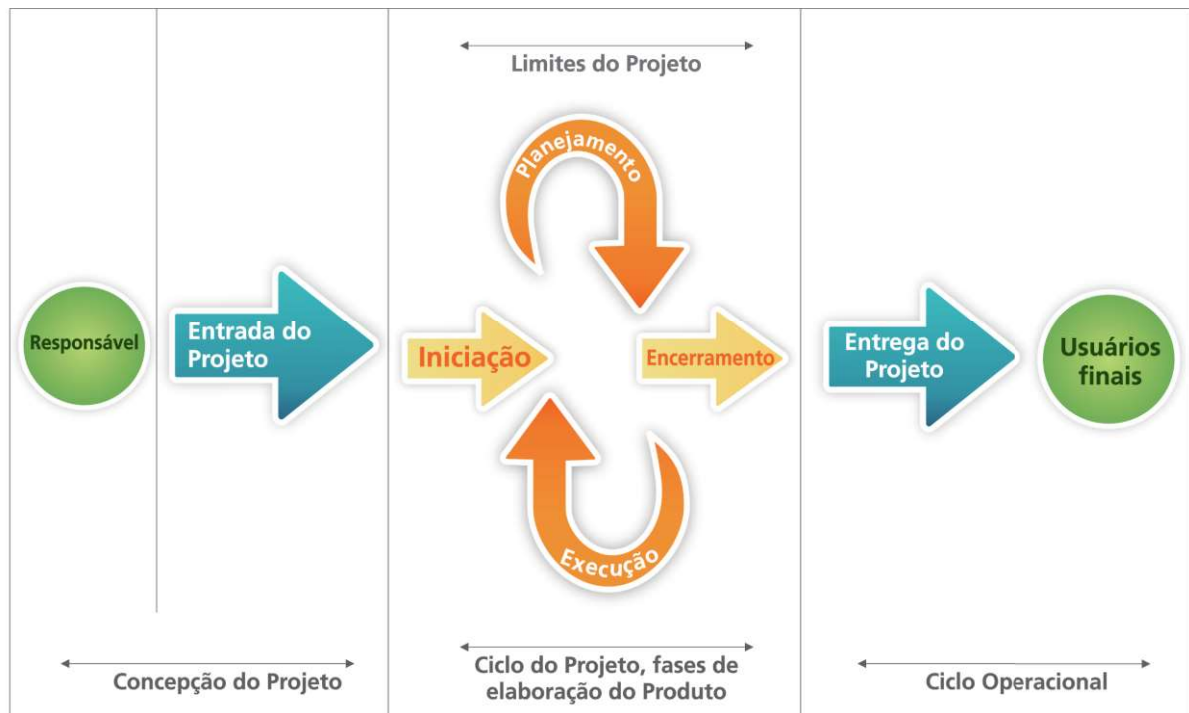 Limites do Projeto
Planejamento
Responsável
Entrada do
Projeto
Iniciação
Encerramento
Entrega do
Projeto
Usuários
finais
Execução
Concepção do Projeto
Ciclo do Projeto, fases de
elaboração do Produto
Ciclo Operacional